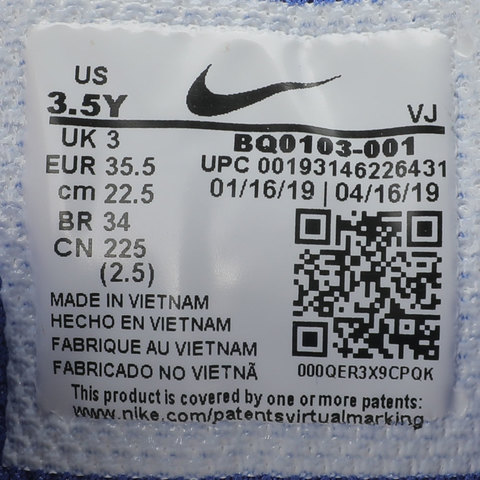 US
3.5Y
VJ
UK 3
BQ0103-001
EUR 35.5
UPC 00193146226431
cm 22.5
01/16/19 | 04/16/19
BR 34
CN 225
(2.5)
MADE IN VIETNAM
HECHO EN VIETNAM
FABRIQUE AU VIETNAM
FABRICADO NO VIETNÃ
000QER3X9CPQK
This product is covered by one or more patents:
www.nike.com/patentsvirtualmarking